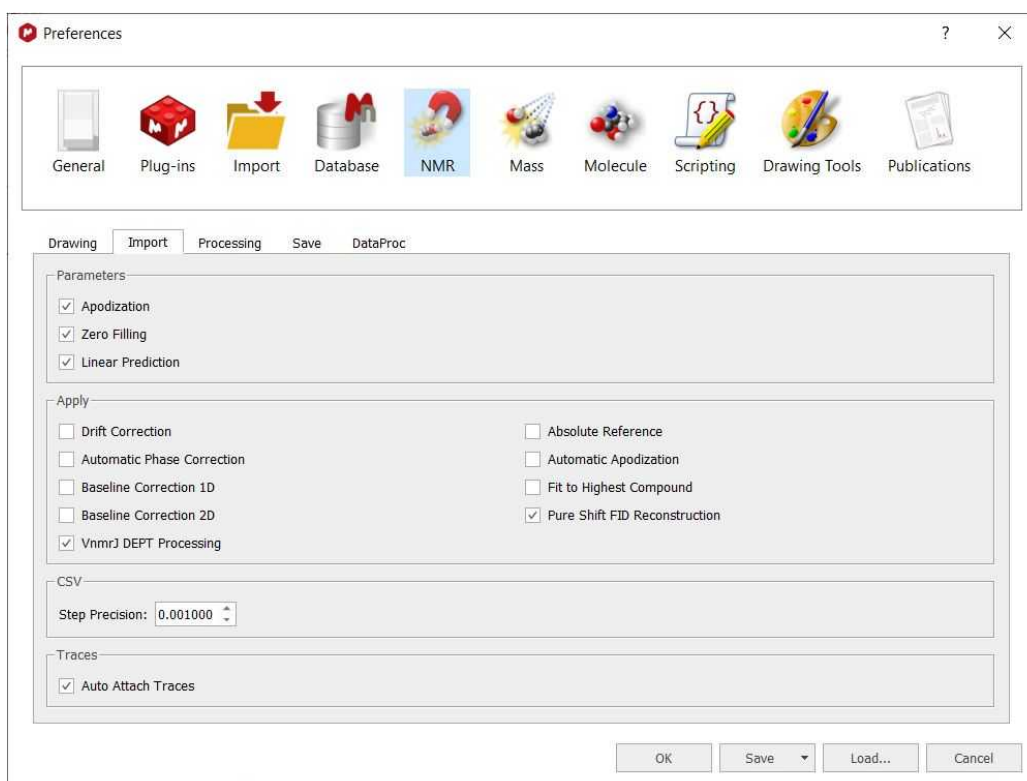 Preferences
?
General Plug-ins Import Database NMR Mass Molecule Scripting Drawing Tools Publications
Drawing Import Processing Save DataProc
Parameters
Apodization
Zero Filling
Linear Prediction
Apply
Drift Correction Absolute Reference
Automatic Phase Correction Automatic Apodization
Baseline Correction 1D Fit to Highest Compound
Baseline Correction 2D Pure Shift FID Reconstruction
VnmrJ DEPT Processing
CSV
Step Precision: 0.001000
Traces
Auto Attach Traces
OK Save Load... Cancel